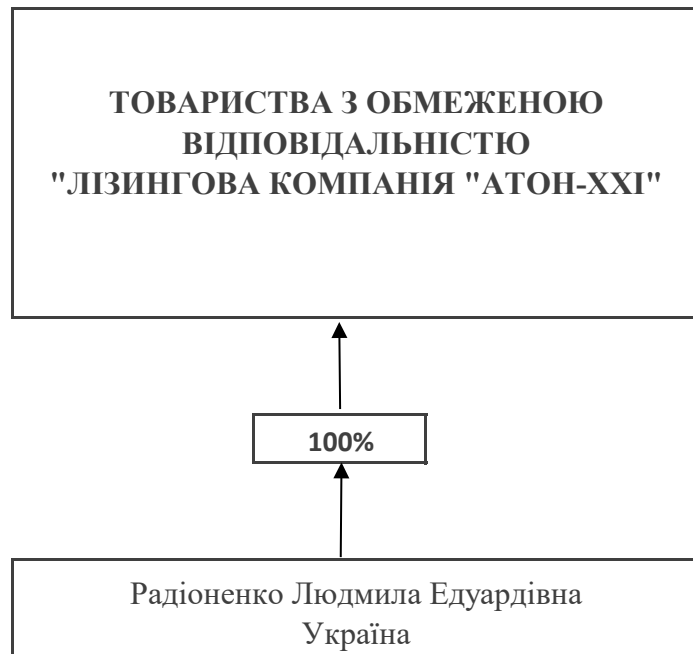 ТОВАРИСТВА З ОБМЕЖЕНОЮ
ВІДПОВІДАЛЬНІСТЮ
"ЛІЗИНГОВА КОМПАНІЯ "АТОН-XXI"
100%
Радіоненко Людмила Едуардівна
Україна